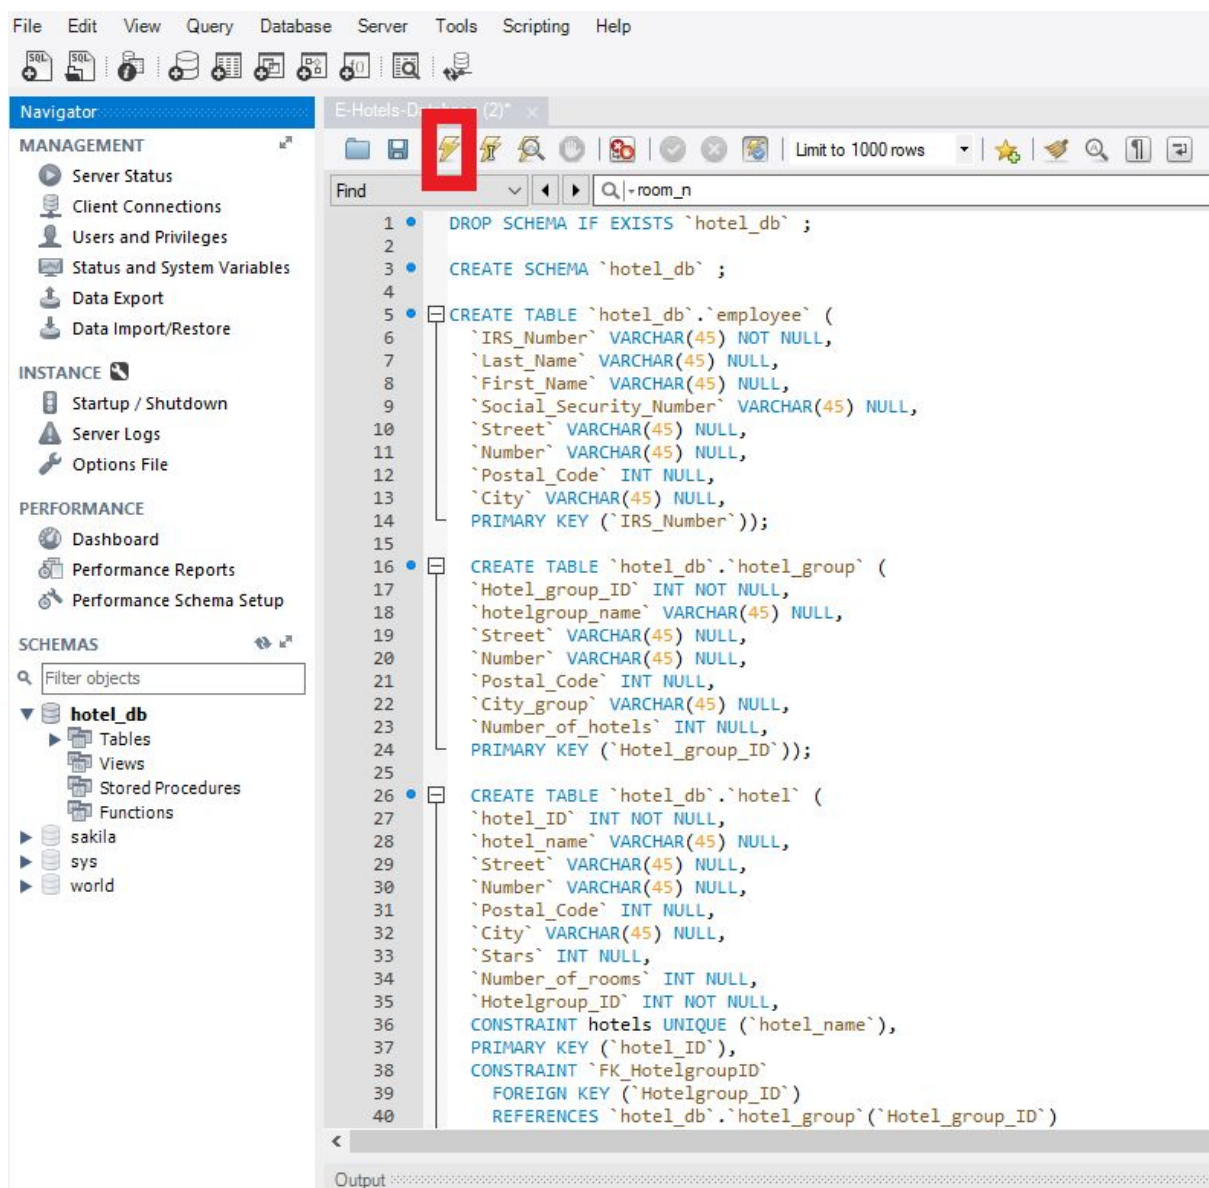 File Edit View Query Database Server Tools Scripting Help
SQL SQL
Navigator
E-Hotels-Database (2)* ×
MANAGEMENT
Server Status
Client Connections
Users and Privileges
Status and System Variables
Data Export
Data Import/Restore
INSTANCE
Startup / Shutdown
Server Logs
Options File
PERFORMANCE
Dashboard
Performance Reports
Performance Schema Setup
SCHEMAS
Filter objects
hotel_db
Tables
Views
Stored Procedures
Functions
sakila
sys
world
Limit to 1000 rows
Find room_n
1 DROP SCHEMA IF EXISTS `hotel_db` ;
2
3 CREATE SCHEMA `hotel_db` ;
4
5 CREATE TABLE `hotel_db`.`employee` (
6 `IRS_Number` VARCHAR(45) NOT NULL,
7 `Last_Name` VARCHAR(45) NULL,
8 `First_Name` VARCHAR(45) NULL,
9 `Social_Security_Number` VARCHAR(45) NULL,
10 `Street` VARCHAR(45) NULL,
11 `Number` VARCHAR(45) NULL,
12 `Postal_Code` INT NULL,
13 `City` VARCHAR(45) NULL,
14 PRIMARY KEY (`IRS_Number`));
15
16 CREATE TABLE `hotel_db`.`hotel_group` (
17 `Hotel_group_ID` INT NOT NULL,
18 `hotelgroup_name` VARCHAR(45) NULL,
19 `Street` VARCHAR(45) NULL,
20 `Number` VARCHAR(45) NULL,
21 `Postal_Code` INT NULL,
22 `City_group` VARCHAR(45) NULL,
23 `Number_of_hotels` INT NULL,
24 PRIMARY KEY (`Hotel_group_ID`));
25
26 CREATE TABLE `hotel_db`.`hotel` (
27 `hotel_ID` INT NOT NULL,
28 `hotel_name` VARCHAR(45) NULL,
29 `Street` VARCHAR(45) NULL,
30 `Number` VARCHAR(45) NULL,
31 `Postal_Code` INT NULL,
32 `City` VARCHAR(45) NULL,
33 `Stars` INT NULL,
34 `Number_of_rooms` INT NULL,
35 `Hotelgroup_ID` INT NOT NULL,
36 CONSTRAINT hotels UNIQUE (`hotel_name`),
37 PRIMARY KEY (`hotel_ID`),
38 CONSTRAINT `FK_HotelgroupID`
39 FOREIGN KEY (`Hotelgroup_ID`)
40 REFERENCES `hotel_db`.`hotel_group`(`Hotel_group_ID`)
Output